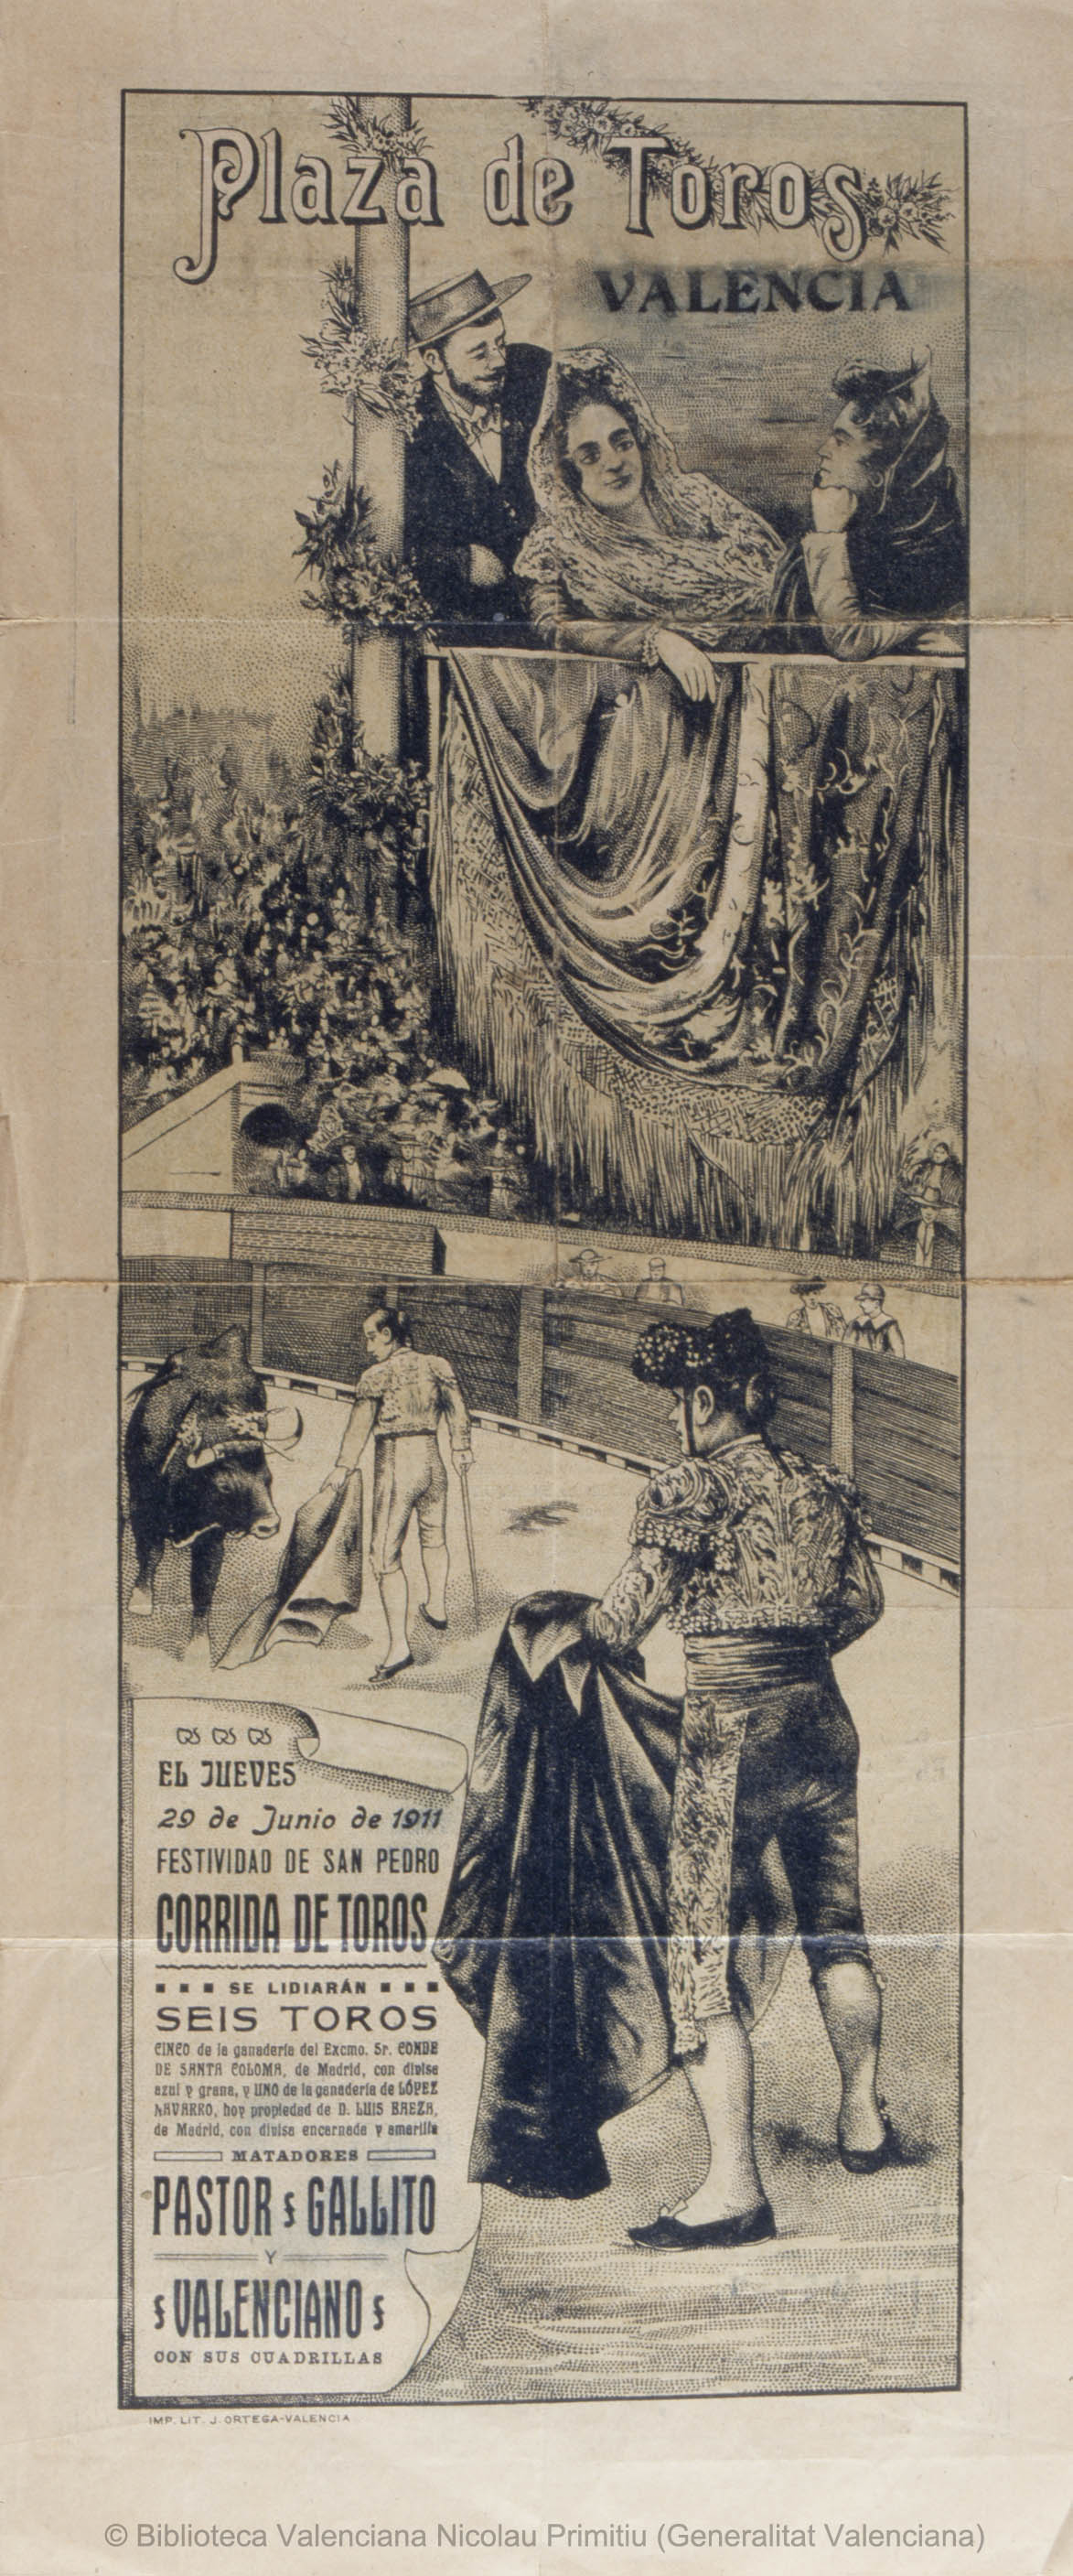 Plaza de Toros
VALENCIA
EL JUEVES
29 de Junio de 1911
FESTIVIDAD DE SAN PEDRO
CORRIDA DE TOROS
SE LIDIARÁN
SEIS TOROS
CINCO de la ganadería del Excmo. Sr. CONDE
DE SANTA COLOMA, de Madrid, con divisa
azul y grana, y UNO de la ganadería de LÓPEZ
NAVARRO, hoy propiedad de D. LUIS BAEZA,
de Madrid, con divisa encarnada y amarilla
MATADORES
PASTOR § GALLITO
Y
§ VALENCIANO §
CON SUS CUADRILLAS
IMP. LIT. J. ORTEGA-VALENCIA
© Biblioteca Valenciana Nicolau Primitiu (Generalitat Valenciana)